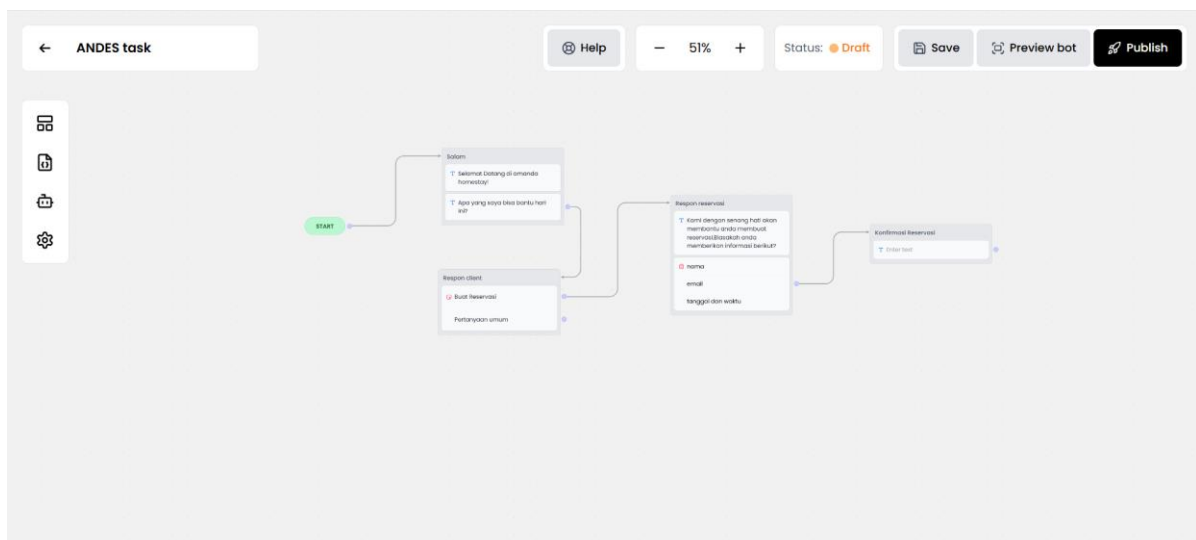 ANDES task
Help
51%
Status: Draft
Save
Preview bot
Publish
START
Salam
Selamat Datang di amanda
homestay!
Apa yang saya bisa bantu hari
ini?
Respon client
Buat Reservasi
Pertanyaan umum
Respon reservasi
Kami dengan senang hati akan
membantu anda membuat
reservasi.Biasakah anda
memberikan informasi berikut?
nama
email
tanggal dan waktu
Konfirmasi Reservasi
Enter text